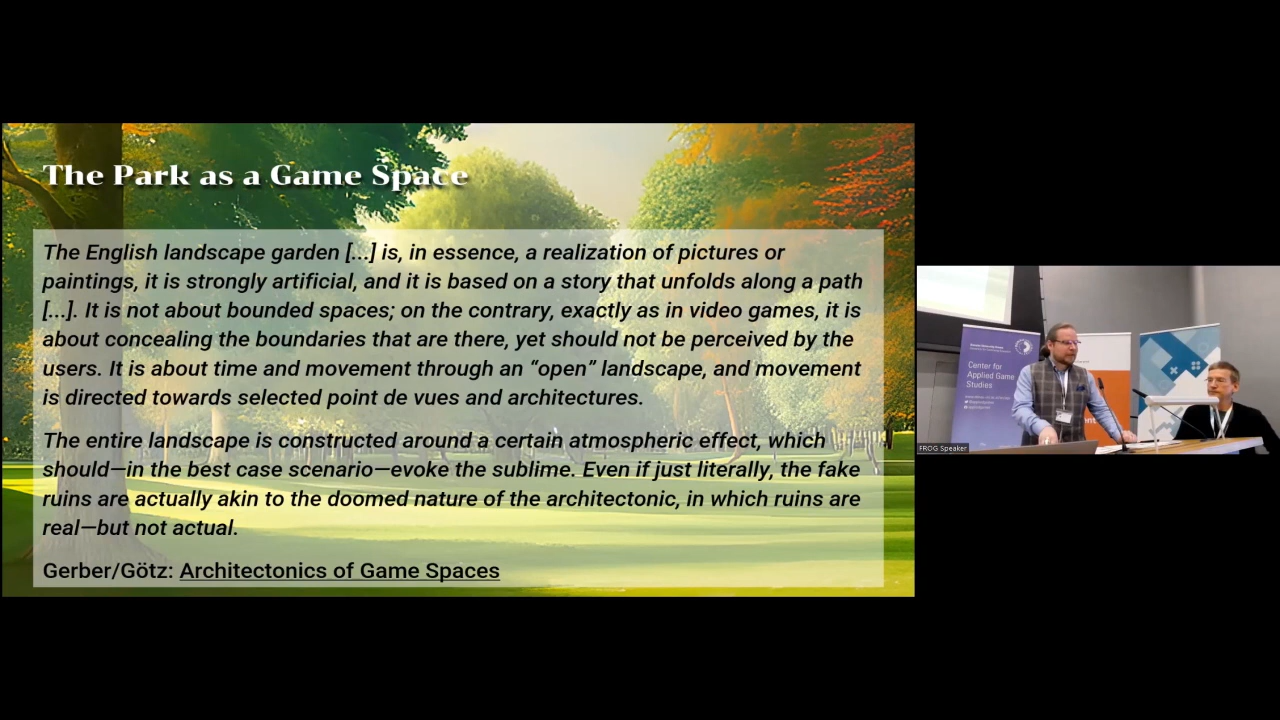 The Park as a Game Space
The English landscape garden [...] is, in essence, a realization of pictures or
paintings, it is strongly artificial, and it is based on a story that unfolds along a path
[...]. It is not about bounded spaces; on the contrary, exactly as in video games, it is
about concealing the boundaries that are there, yet should not be perceived by the
users. It is about time and movement through an “open” landscape, and movement
is directed towards selected point de vues and architectures.
The entire landscape is constructed around a certain atmospheric effect, which
should—in the best case scenario—evoke the sublime. Even if just literally, the fake
ruins are actually akin to the doomed nature of the architectonic, in which ruins are
real—but not actual.
Gerber/Götz: Architectonics of Game Spaces
Center for
Applied Game
Studies
FROG Speaker